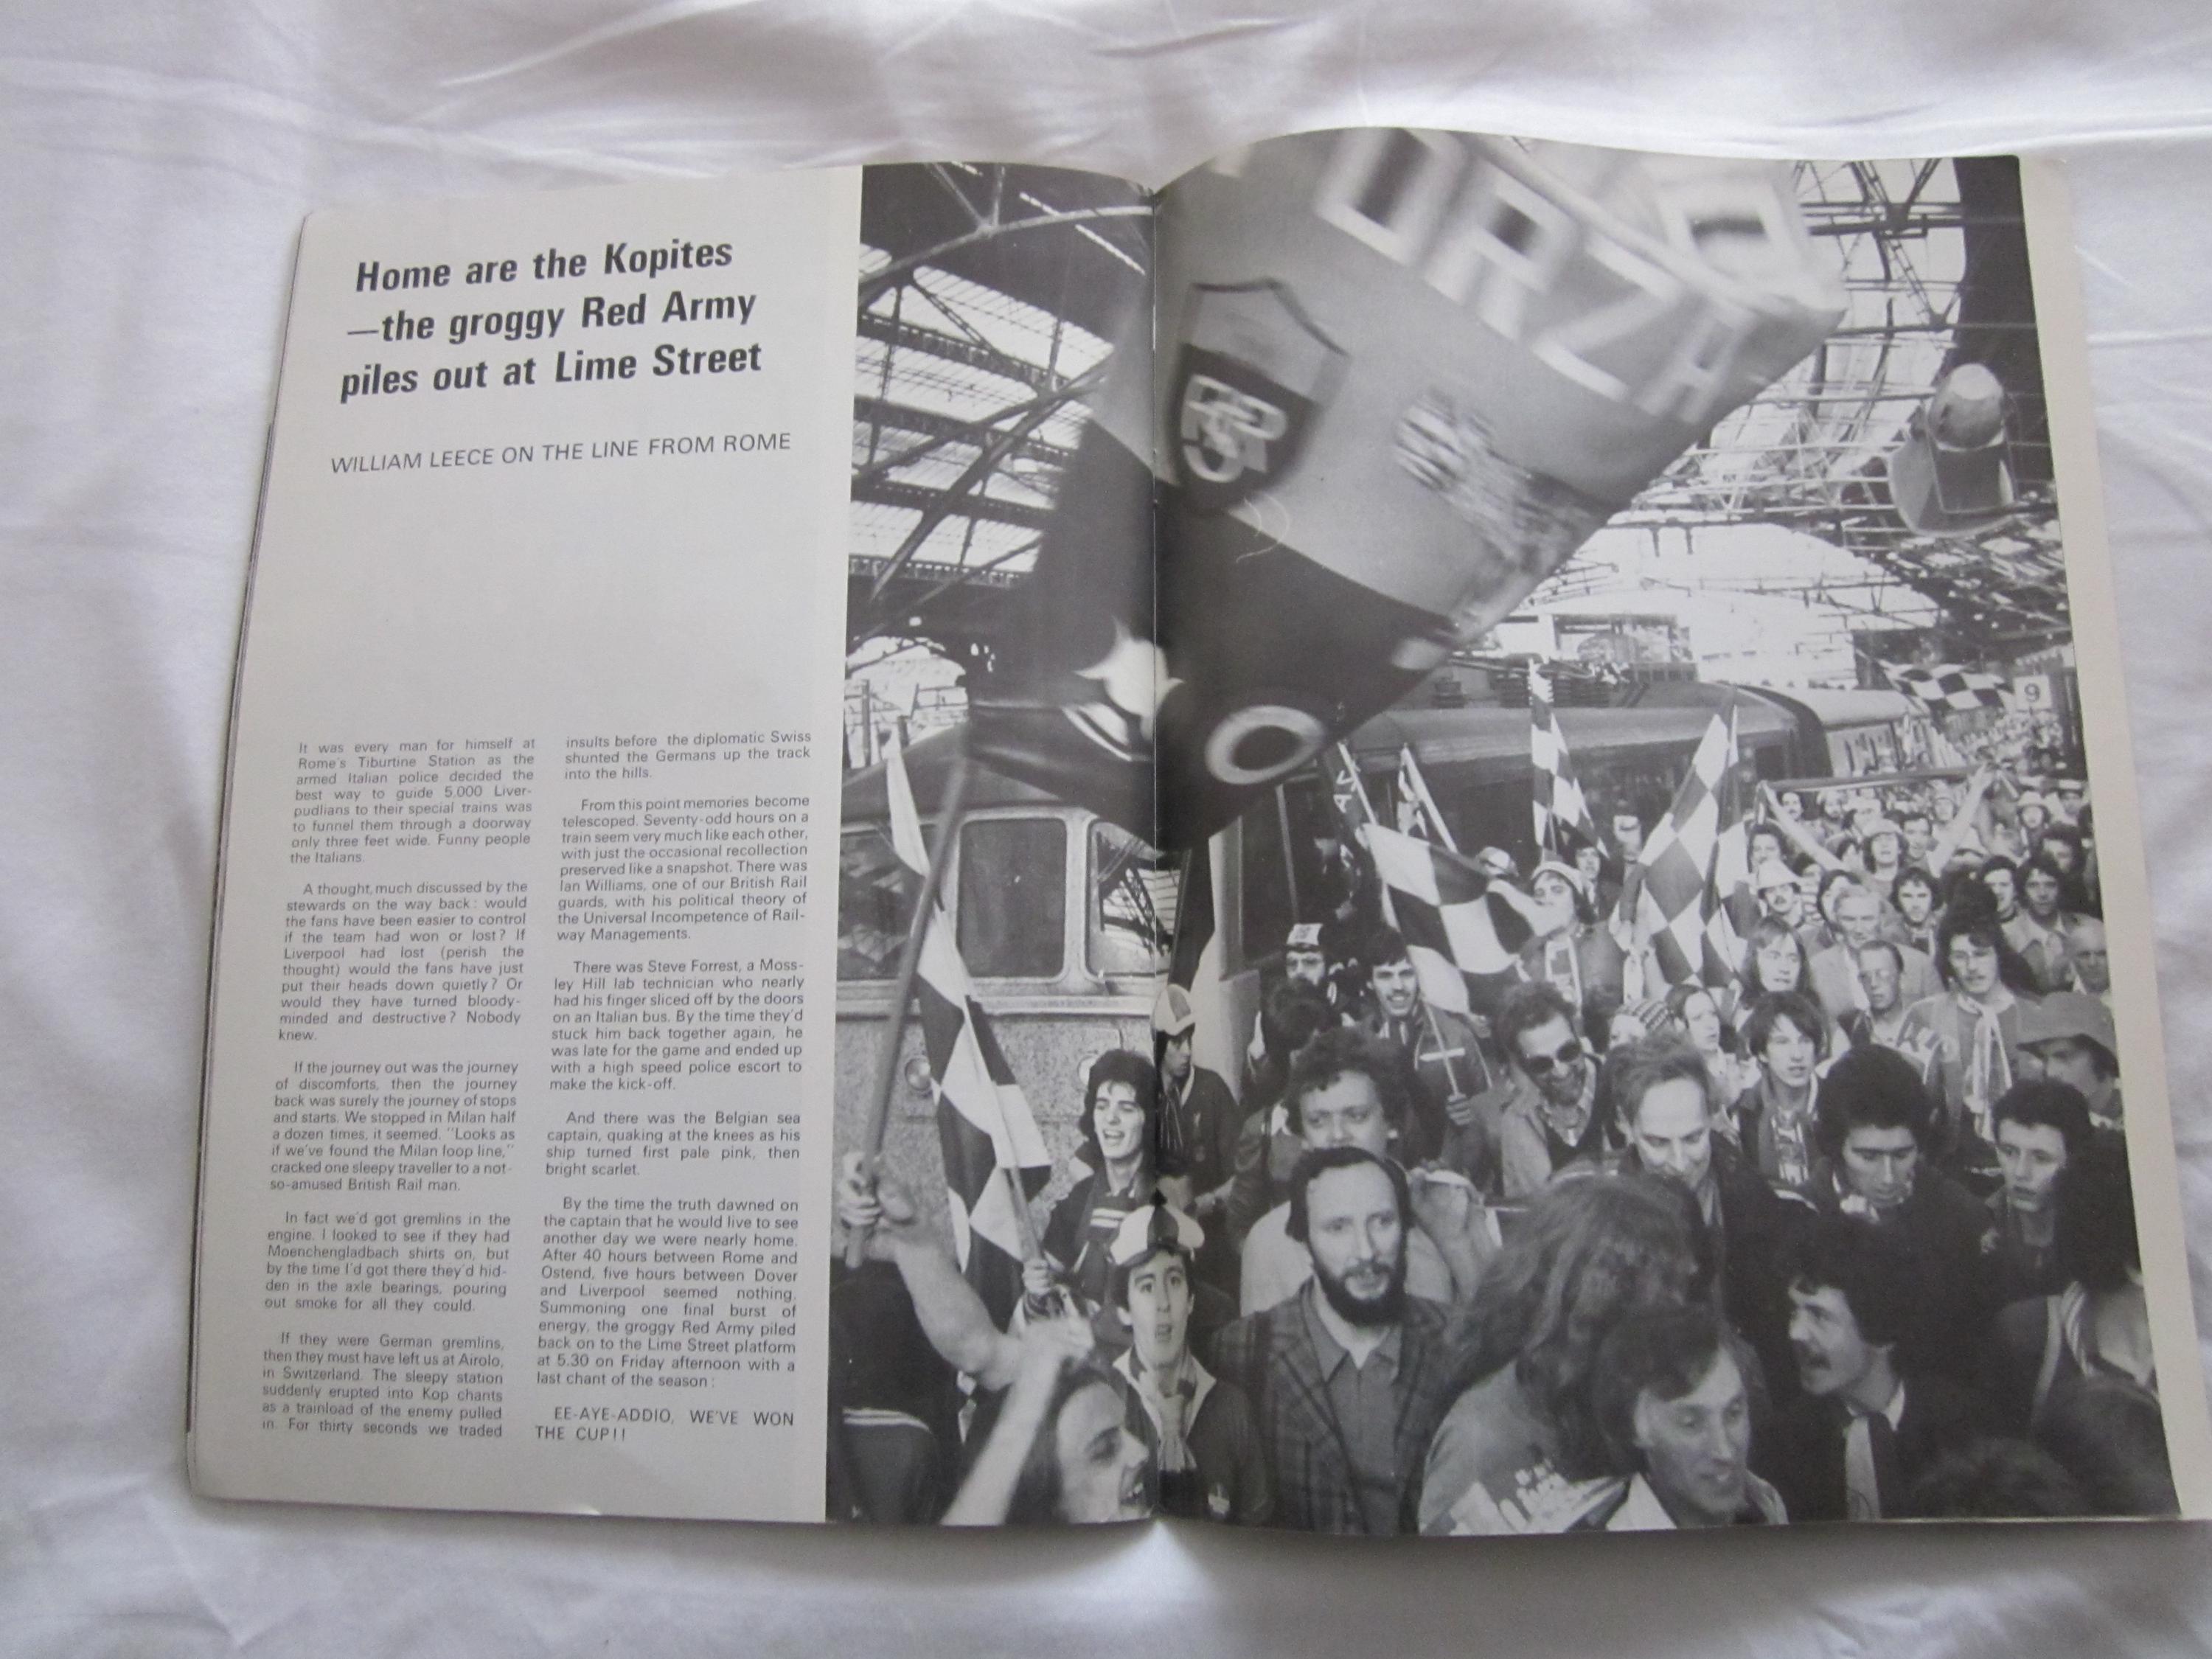 Home are the Kopites
—the groggy Red Army
piles out at Lime Street
WILLIAM LEECE ON THE LINE FROM ROME
It was every man for himself at
Rome's Tiburtine Station as the
armed Italian police decided the
best way to guide 5,000 Liver-
pudlians to their special trains was
to funnel them through a doorway
only three feet wide. Funny people
the Italians.
A thought, much discussed by the
stewards on the way back: would
the fans have been easier to control
if the team had won or lost? If
Liverpool had lost (perish the
thought) would the fans have just
put their heads down quietly? Or
would they have turned bloody-
minded and destructive? Nobody
knew.
If the journey out was the journey
of discomforts, then the journey
back was surely the journey of stops
and starts. We stopped in Milan half
a dozen times, it seemed. "Looks as
if we've found the Milan loop line,"
cracked one sleepy traveller to a not-
so-amused British Rail man.
In fact we'd got gremlins in the
engine. I looked to see if they had
Moenchengladbach shirts on, but
by the time I'd got there they'd hid-
den in the axle bearings, pouring
out smoke for all they could.
If they were German gremlins,
then they must have left us at Airolo,
in Switzerland. The sleepy station
suddenly erupted into Kop chants
as a trainload of the enemy pulled
in. For thirty seconds we traded
insults before the diplomatic Swiss
shunted the Germans up the track
into the hills.
From this point memories become
telescoped. Seventy-odd hours on a
train seem very much like each other,
with just the occasional recollection
preserved like a snapshot. There was
Ian Williams, one of our British Rail
guards, with his political theory of
the Universal Incompetence of Rail-
way Managements.
There was Steve Forrest, a Moss-
ley Hill lab technician who nearly
had his finger sliced off by the doors
on an Italian bus. By the time they'd
stuck him back together again, he
was late for the game and ended up
with a high speed police escort to
make the kick-off.
And there was the Belgian sea
captain, quaking at the knees as his
ship turned first pale pink, then
bright scarlet.
By the time the truth dawned on
the captain that he would live to see
another day we were nearly home.
After 40 hours between Rome and
Ostend, five hours between Dover
and Liverpool seemed nothing.
Summoning one final burst of
energy, the groggy Red Army piled
back on to the Lime Street platform
at 5.30 on Friday afternoon with a
last chant of the season:
EE-AYE-ADDIO, WE'VE WON
THE CUP!!
ORZA
9